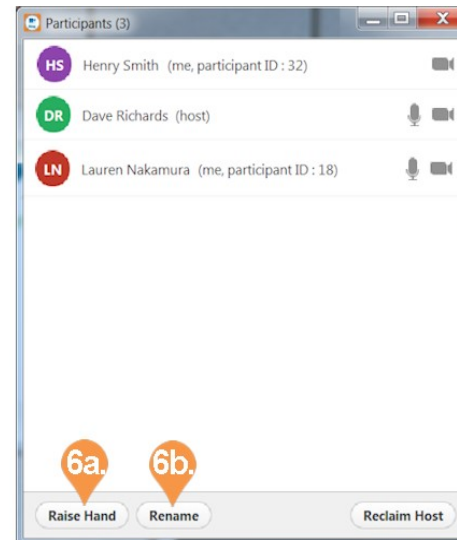 Participants (3)
HS Henry Smith (me, participant ID : 32)
DR Dave Richards (host)
LN Lauren Nakamura (me, participant ID : 18)
6a. 6b.
Raise Hand Rename Reclaim Host